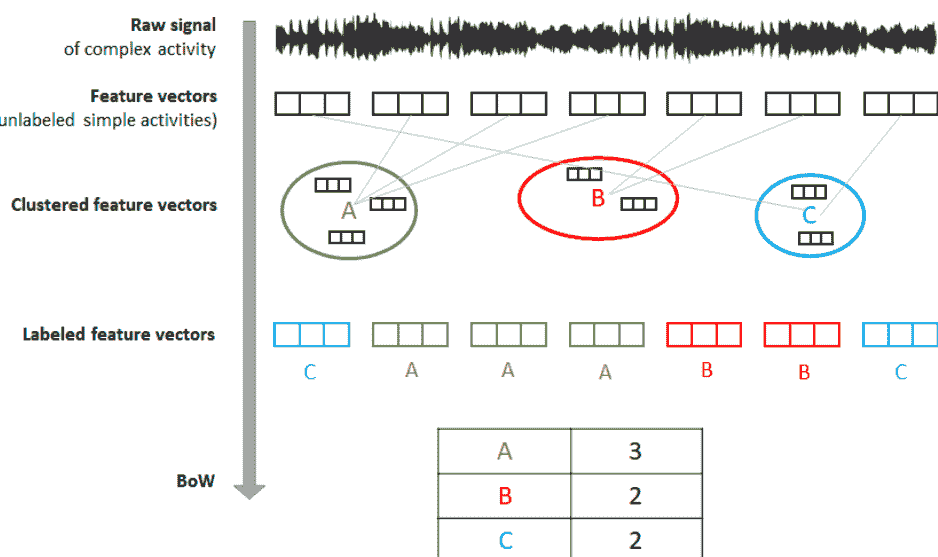 Raw signal
of complex activity
Feature vectors
unlabeled simple activities)
Clustered feature vectors
A
B
C
Labeled feature vectors
C A A A B B C
BoW
A 3
B 2
C 2